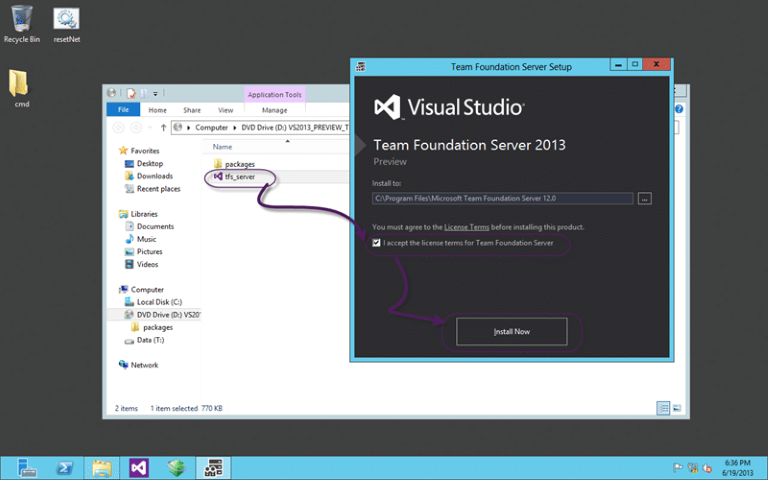 Recycle Bin
resetNet
cmd
Application Tools
File Home Share View Manage
Computer DVD Drive (D:) VS2013_PREVIEW_T
Name
packages
tfs_server
Favorites
Desktop
Downloads
Recent places
Libraries
Documents
Music
Pictures
Videos
Computer
Local Disk (C:)
DVD Drive (D:) VS201
packages
Data (T:)
Network
2 items 1 item selected 770 KB
Team Foundation Server Setup
Visual Studio
Team Foundation Server 2013
Preview
Install to:
C:\Program Files\Microsoft Team Foundation Server 12.0
...
You must agree to the License Terms before installing this product.
I accept the license terms for Team Foundation Server
Install Now
6:36 PM
6/19/2013